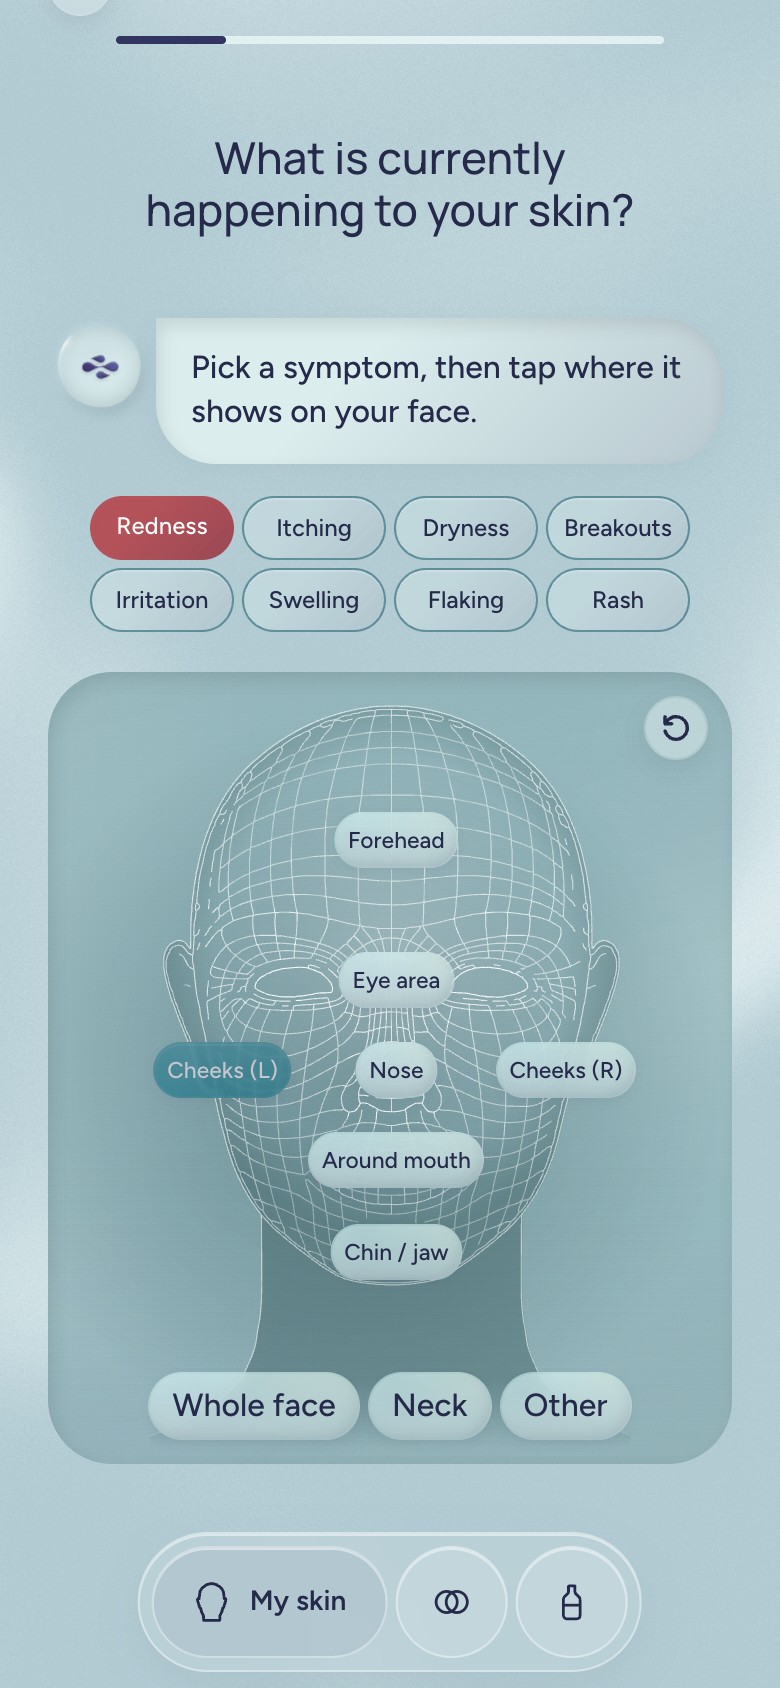 What is currently
happening to your skin?
Pick a symptom, then tap where it
shows on your face.
Redness Itching Dryness Breakouts
Irritation Swelling Flaking Rash
Forehead
Eye area
Cheeks (L) Nose Cheeks (R)
Around mouth
Chin / jaw
Whole face Neck Other
My skin